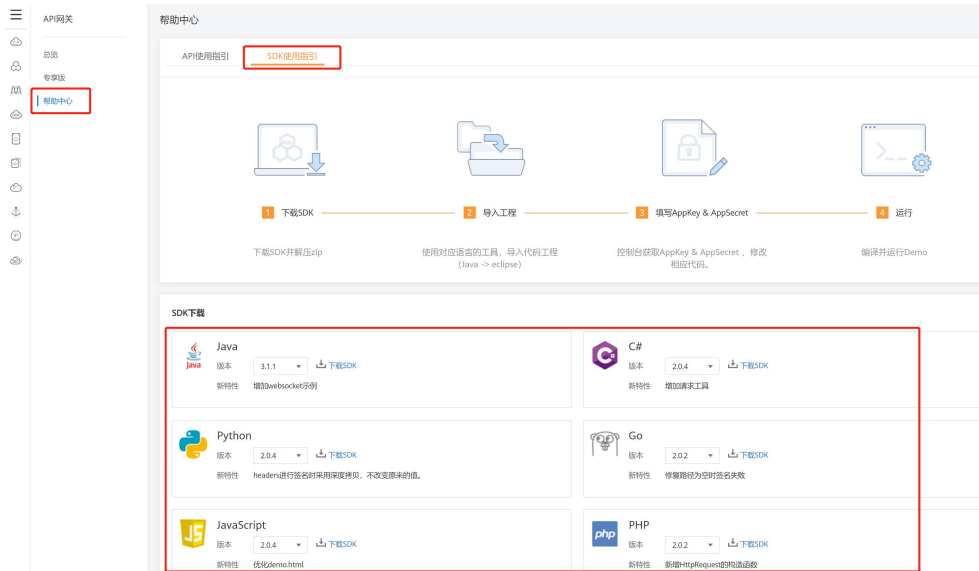 API网关
帮助中心
总览
专享版
帮助中心
API使用指引
SDK使用指引
1 下载SDK
2 导入工程
3 填写AppKey & AppSecret
4 运行
下载SDK并解压zip
使用对应语言的工具，导入代码工程
(Java -> eclipse)
控制台获取AppKey & AppSecret ，修改
相应代码。
编译并运行Demo
SDK下载
Java
Java
版本 3.1.1 下载SDK
新特性 增加websocket示例
C#
版本 2.0.4 下载SDK
新特性 增加请求工具
Python
版本 2.0.4 下载SDK
新特性 headers进行签名时采用深度拷贝，不改变原来的值。
Go
版本 2.0.2 下载SDK
新特性 修复路径为空时签名失败
JS
JavaScript
版本 2.0.4 下载SDK
新特性 优化demo.html
php
PHP
版本 2.0.2 下载SDK
新特性 新增HttpRequest的构造函数